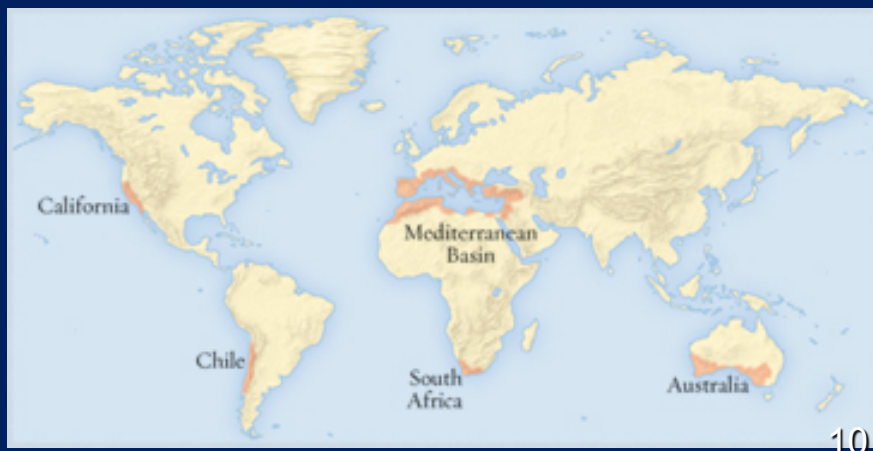 California
Mediterranean
Basin
Chile
South
Africa
Australia
10